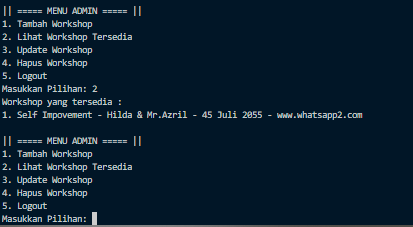 || ===== MENU ADMIN ===== ||
1. Tambah Workshop
2. Lihat Workshop Tersedia
3. Update Workshop
4. Hapus Workshop
5. Logout
Masukkan Pilihan: 2
Workshop yang tersedia :
1. Self Impovement - Hilda & Mr.Azril - 45 Juli 2055 - www.whatsapp2.com
|| ===== MENU ADMIN ===== ||
1. Tambah Workshop
2. Lihat Workshop Tersedia
3. Update Workshop
4. Hapus Workshop
5. Logout
Masukkan Pilihan: